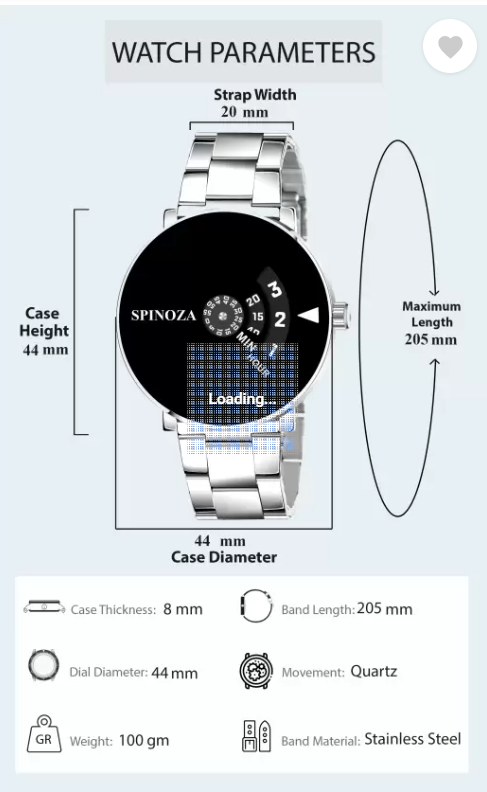 WATCH PARAMETERS
Strap Width
20 mm
Case
Height
44 mm
SPINOZA
3
2
1
20
15
MIN
HOUR
Loading...
Maximum
Length
205 mm
44 mm
Case Diameter
Case Thickness: 8 mm
Band Length: 205 mm
Dial Diameter: 44 mm
Movement: Quartz
GR
Weight: 100 gm
Band Material: Stainless Steel